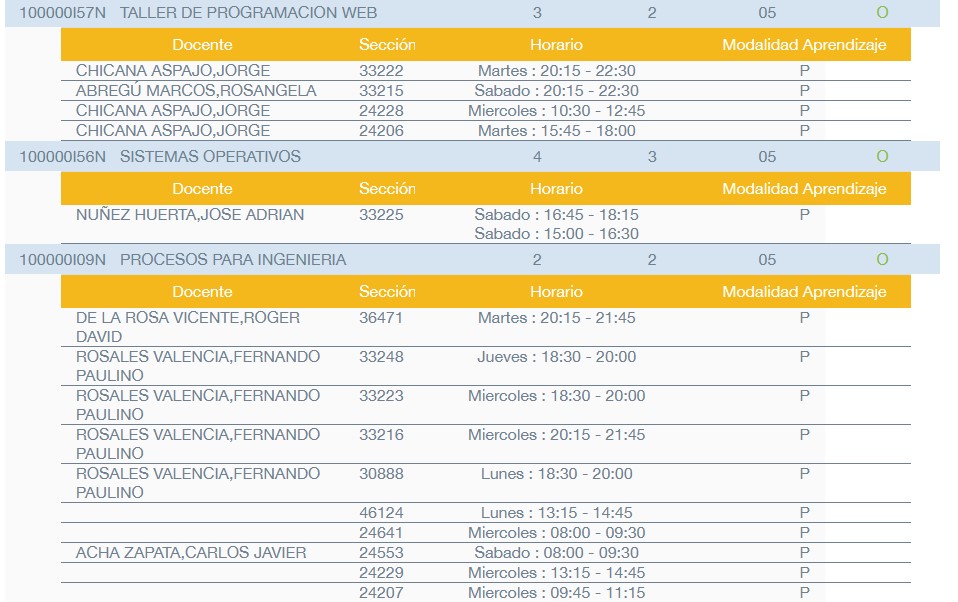 100000I57N TALLER DE PROGRAMACION WEB 3 2 05 O
Docente Sección Horario Modalidad Aprendizaje
CHICANA ASPAJO,JORGE 33222 Martes : 20:15 - 22:30 P
ABREGÚ MARCOS,ROSANGELA 33215 Sabado : 20:15 - 22:30 P
CHICANA ASPAJO,JORGE 24228 Miercoles : 10:30 - 12:45 P
CHICANA ASPAJO,JORGE 24206 Martes : 15:45 - 18:00 P
100000I56N SISTEMAS OPERATIVOS 4 3 05 O
Docente Sección Horario Modalidad Aprendizaje
NUÑEZ HUERTA,JOSE ADRIAN 33225 Sabado : 16:45 - 18:15 P
Sabado : 15:00 - 16:30
100000I09N PROCESOS PARA INGENIERIA 2 2 05 O
Docente Sección Horario Modalidad Aprendizaje
DE LA ROSA VICENTE,ROGER 36471 Martes : 20:15 - 21:45 P
DAVID
ROSALES VALENCIA,FERNANDO 33248 Jueves : 18:30 - 20:00 P
PAULINO
ROSALES VALENCIA,FERNANDO 33223 Miercoles : 18:30 - 20:00 P
PAULINO
ROSALES VALENCIA,FERNANDO 33216 Miercoles : 20:15 - 21:45 P
PAULINO
ROSALES VALENCIA,FERNANDO 30888 Lunes : 18:30 - 20:00 P
PAULINO
46124 Lunes : 13:15 - 14:45 P
24641 Miercoles : 08:00 - 09:30 P
ACHA ZAPATA,CARLOS JAVIER 24553 Sabado : 08:00 - 09:30 P
24229 Miercoles : 13:15 - 14:45 P
24207 Miercoles : 09:45 - 11:15 P